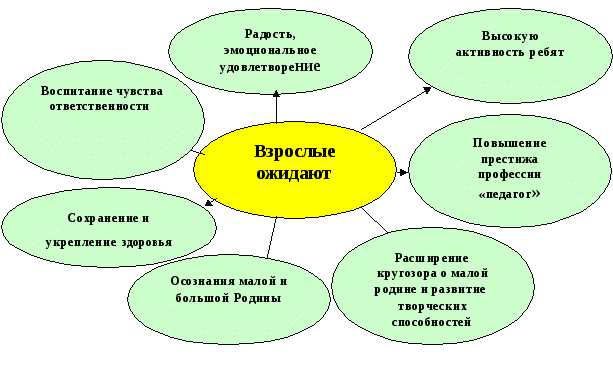 Радость,
эмоциональное
удовлетвореНИе
Высокую
активность ребят
Воспитание чувства
ответственности
Взрослые
ожидают
Повышение
престижа
профессии
«педагог»
Сохранение и
укрепление здоровья
Осознания малой и
большой Родины
Расширение
кругозора о малой
родине и развитие
творческих
способностей